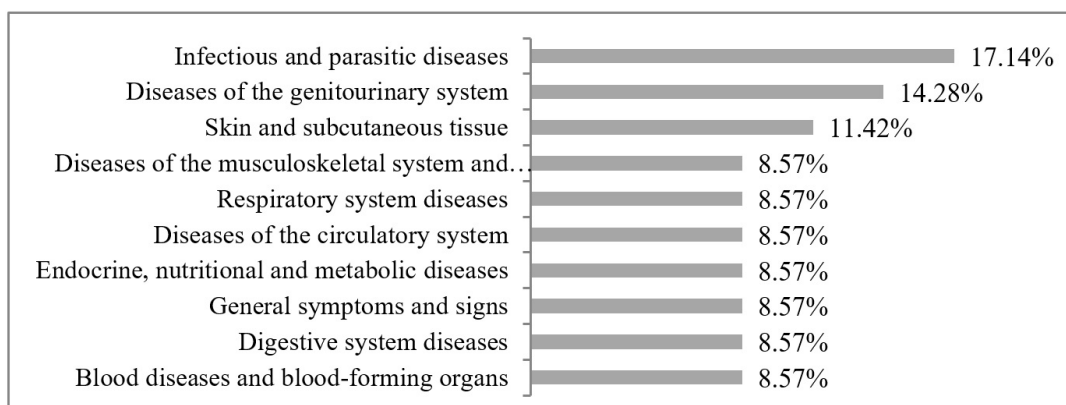 Infectious and parasitic diseases 17.14%
Diseases of the genitourinary system 14.28%
Skin and subcutaneous tissue 11.42%
Diseases of the musculoskeletal system and… 8.57%
Respiratory system diseases 8.57%
Diseases of the circulatory system 8.57%
Endocrine, nutritional and metabolic diseases 8.57%
General symptoms and signs 8.57%
Digestive system diseases 8.57%
Blood diseases and blood-forming organs 8.57%